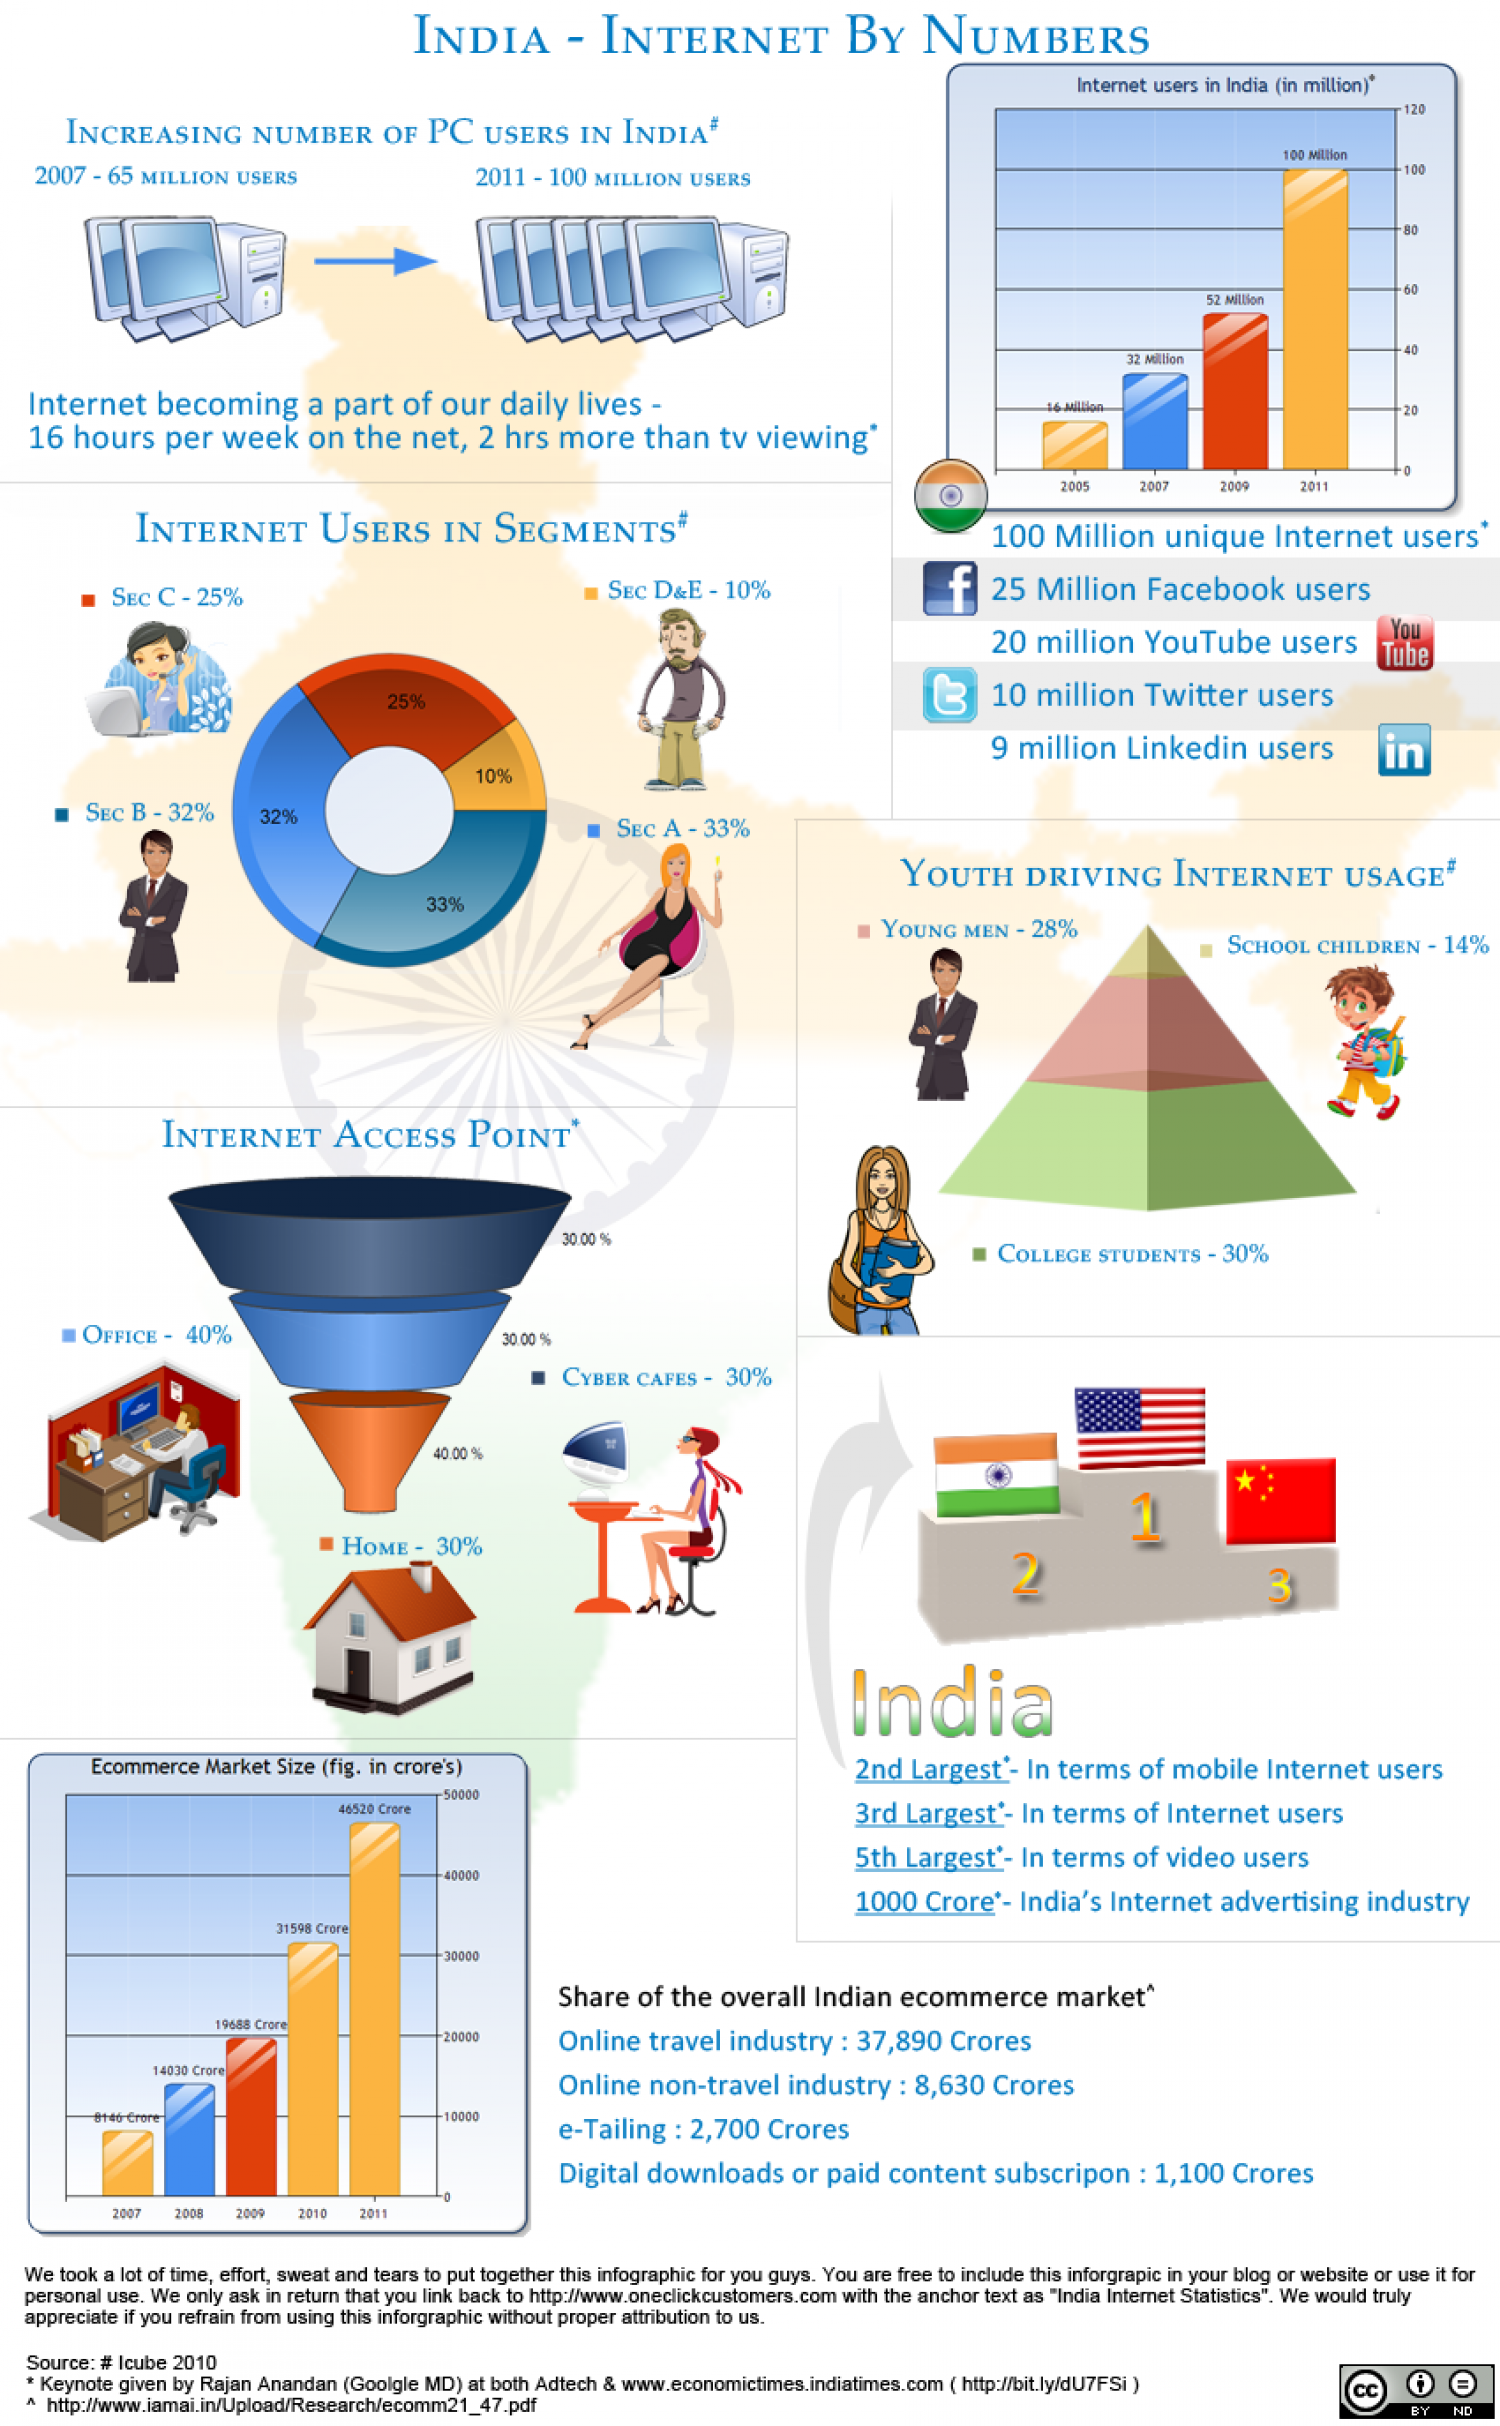 India - Internet By Numbers
Increasing number of PC users in India#
2007 - 65 million users
2011 - 100 million users
Internet becoming a part of our daily lives -
16 hours per week on the net, 2 hrs more than tv viewing*
Internet users in India (in million)*
120
100
80
60
40
20
0
16 Million
32 Million
52 Million
100 Million
2005
2007
2009
2011
100 Million unique Internet users*
f
25 Million Facebook users
20 million YouTube users
You
Tube
t
10 million Twitter users
9 million Linkedin users
in
Internet Users in Segments#
Sec C - 25%
Sec D&E - 10%
Sec B - 32%
Sec A - 33%
25%
10%
32%
33%
Youth driving Internet usage#
Young men - 28%
School children - 14%
College students - 30%
Internet Access Point*
30.00 %
30.00 %
40.00 %
Office - 40%
Cyber cafes - 30%
Home - 30%
1
2
3
India
2nd Largest*- In terms of mobile Internet users
3rd Largest*- In terms of Internet users
5th Largest*- In terms of video users
1000 Crore*- India's Internet advertising industry
Ecommerce Market Size (fig. in crore's)
50000
40000
30000
20000
10000
0
8146 Crore
14030 Crore
19688 Crore
31598 Crore
46520 Crore
2007
2008
2009
2010
2011
Share of the overall Indian ecommerce market^
Online travel industry : 37,890 Crores
Online non-travel industry : 8,630 Crores
e-Tailing : 2,700 Crores
Digital downloads or paid content subscripon : 1,100 Crores
We took a lot of time, effort, sweat and tears to put together this infographic for you guys. You are free to include this inforgrapic in your blog or website or use it for
personal use. We only ask in return that you link back to http://www.oneclickcustomers.com with the anchor text as "India Internet Statistics". We would truly
appreciate if you refrain from using this inforgraphic without proper attribution to us.
Source: # Icube 2010
* Keynote given by Rajan Anandan (Goolgle MD) at both Adtech & www.economictimes.indiatimes.com ( http://bit.ly/dU7FSi )
^ http://www.iamai.in/Upload/Research/ecomm21_47.pdf
cc
BY
ND